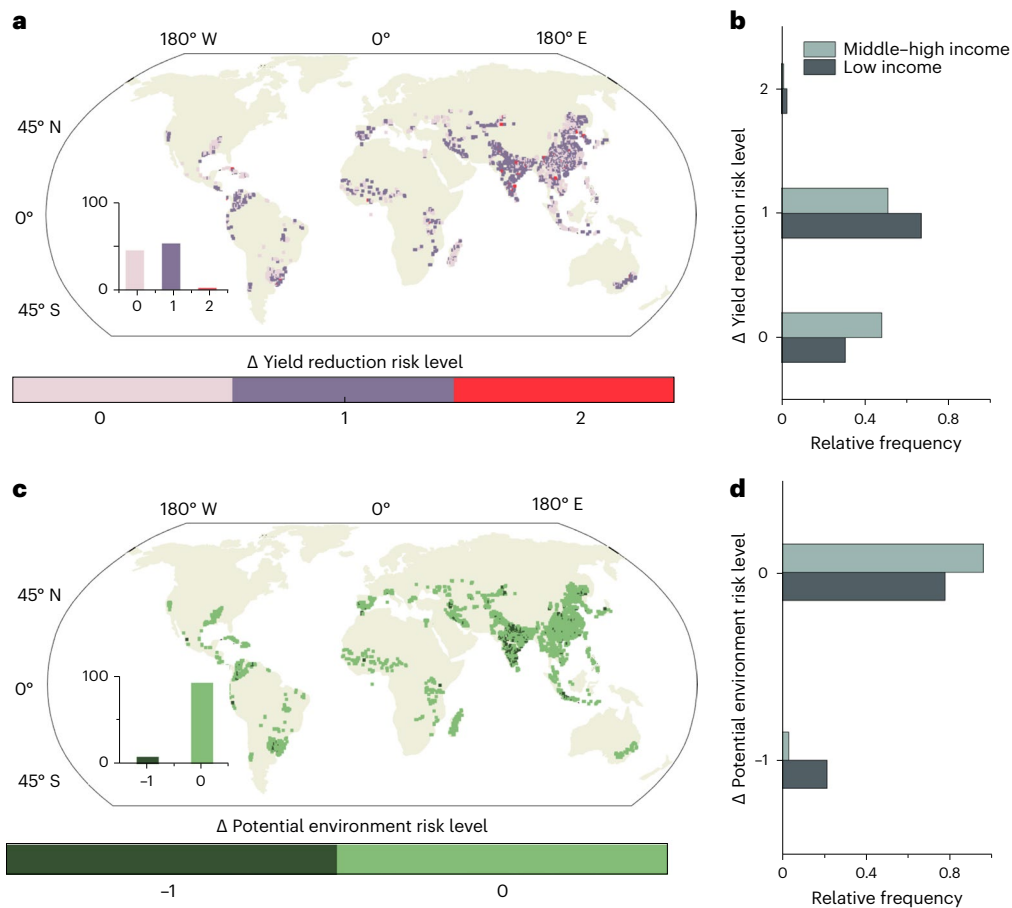 a
180° W 0° 180° E
45° N
0°
45° S
100
0
0 1 2
Δ Yield reduction risk level
0 1 2
b
Middle–high income
Low income
Δ Yield reduction risk level
2
1
0
0 0.4 0.8
Relative frequency
c
180° W 0° 180° E
45° N
0°
45° S
100
0
–1 0
Δ Potential environment risk level
–1 0
d
Δ Potential environment risk level
0
–1
0 0.4 0.8
Relative frequency